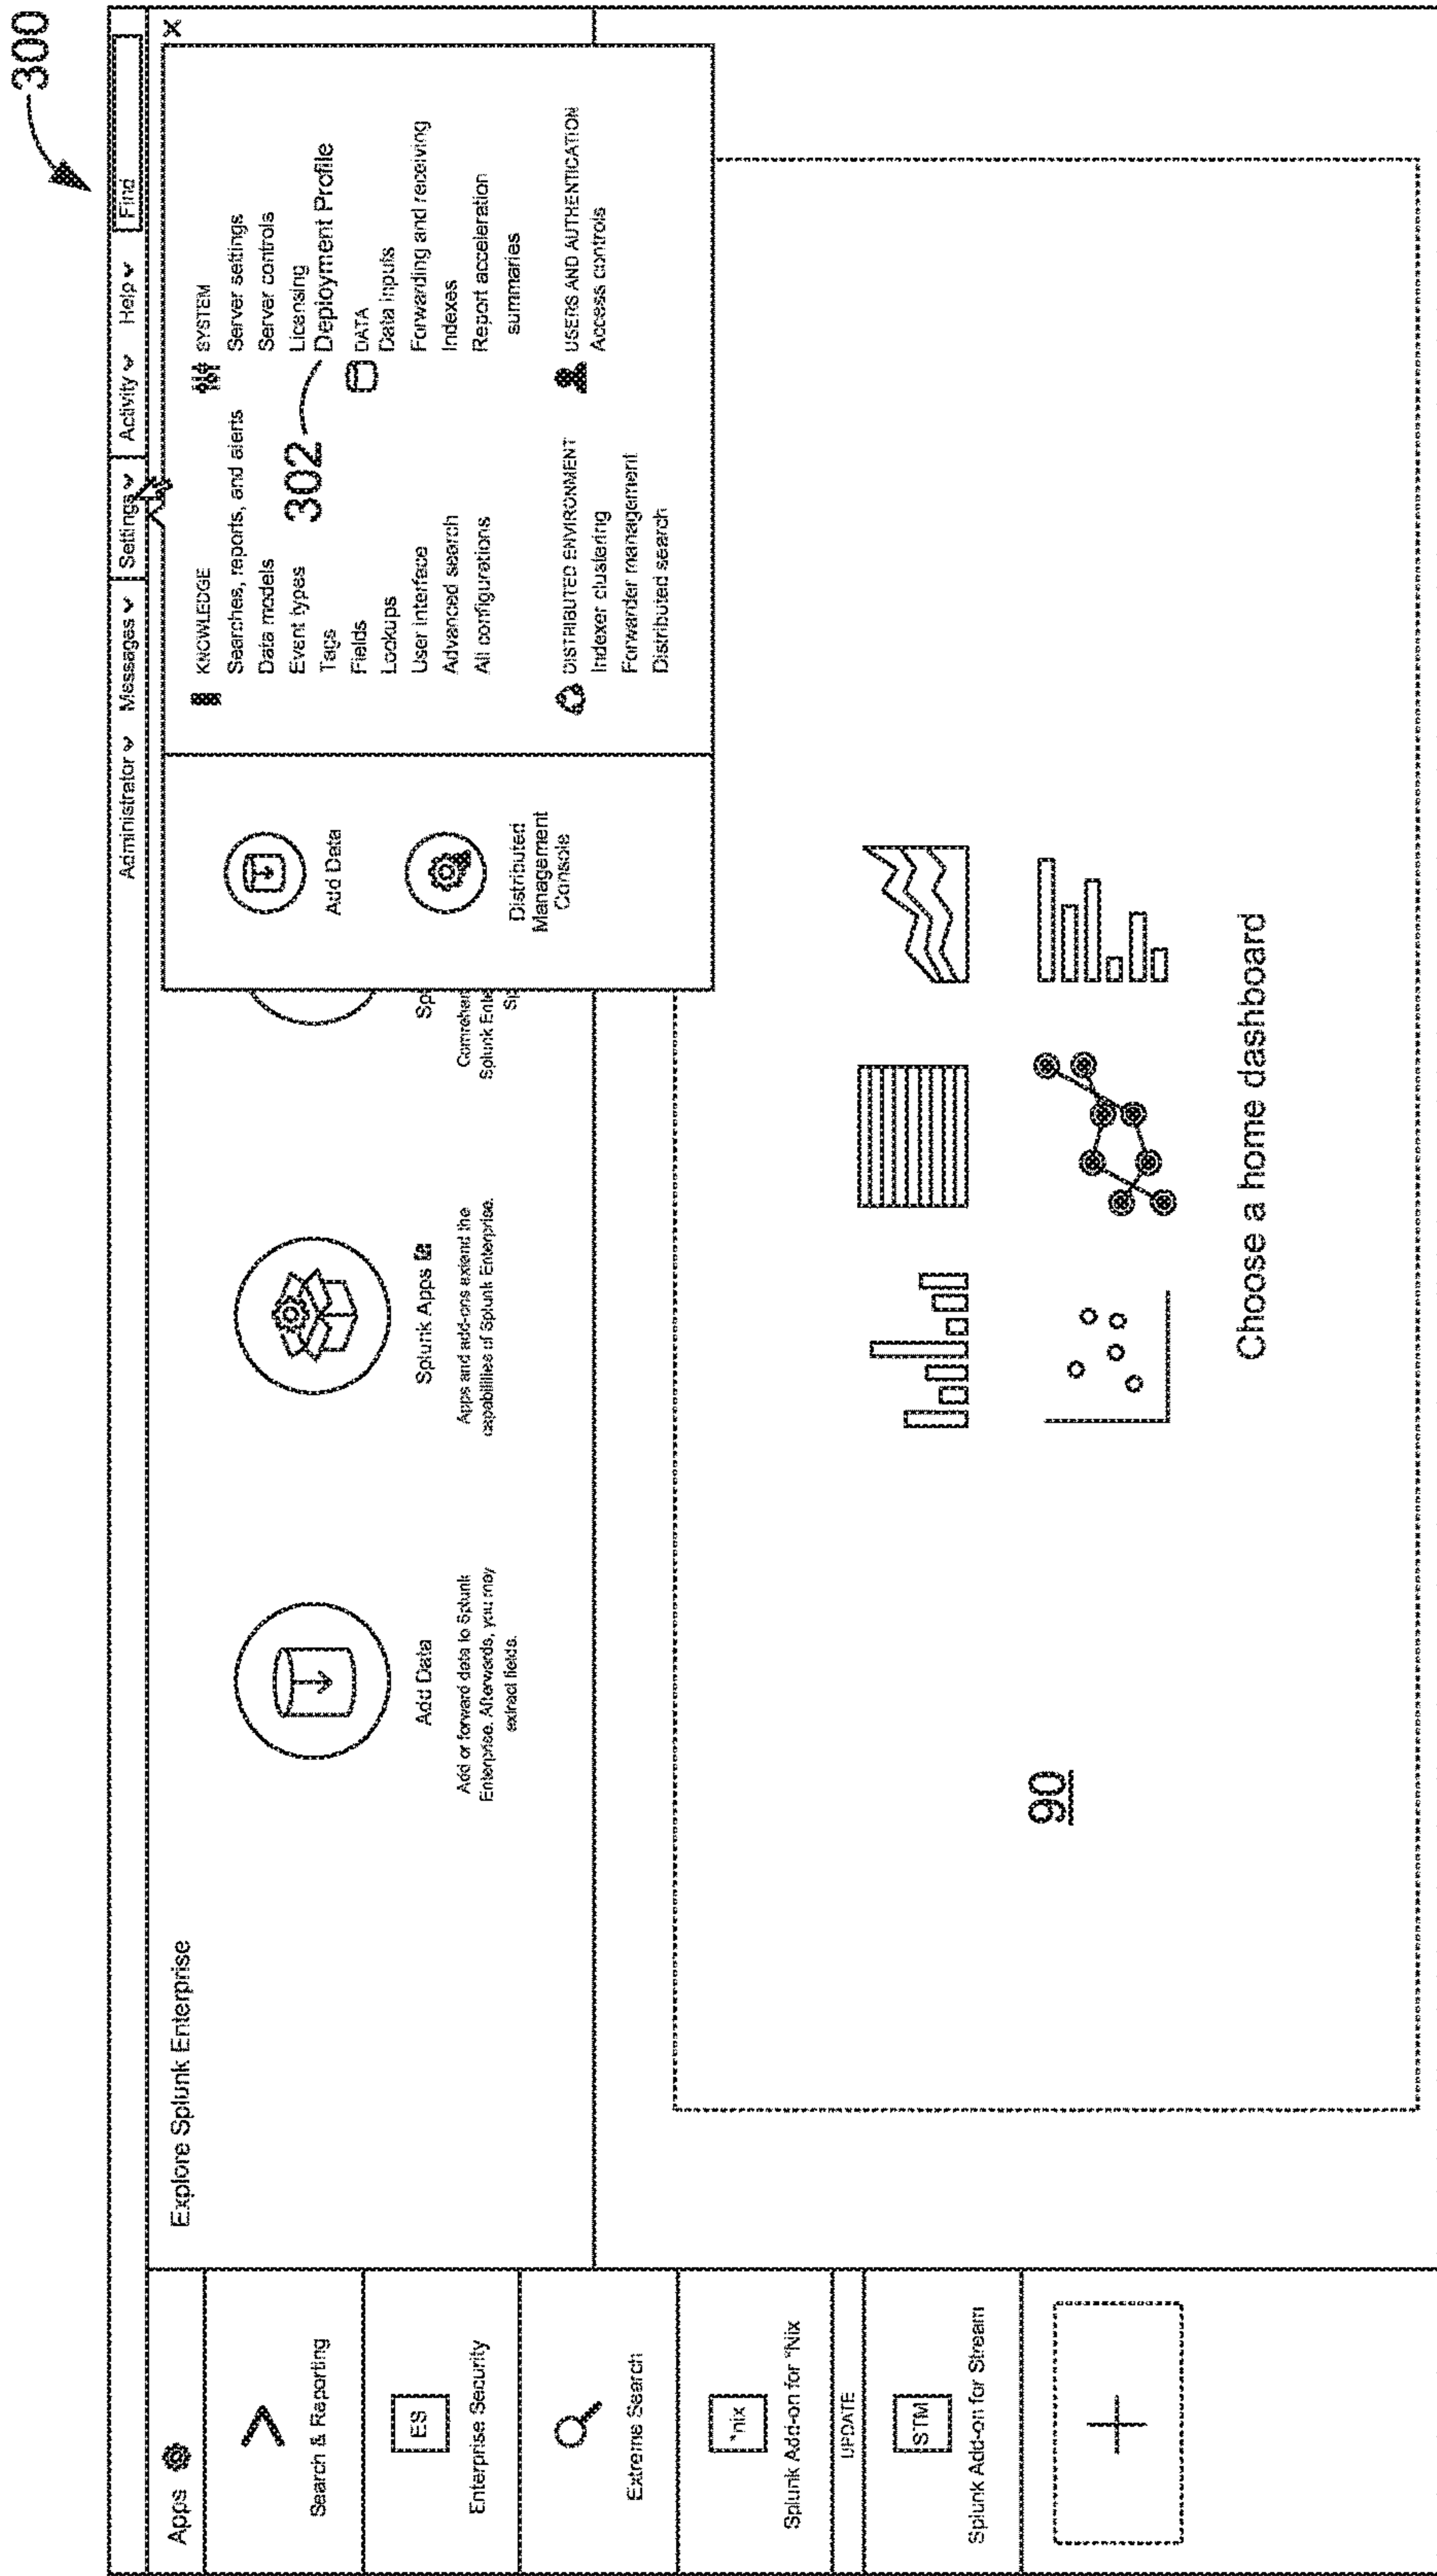 300
Administrator
Messages
Settings
Activity
Help
Find
Apps
Search & Reporting
ES
Enterprise Security
Extreme Search
*nix
Splunk Add-on for *Nix
UPDATE
STM
Splunk Add-on for Stream
Explore Splunk Enterprise
Add Data
Add or forward data to Splunk
Enterprise. Afterwards, you may
extract fields.
Splunk Apps
Apps and add-ons extend the
capabilities of Splunk Enterprise.
Sp
Splunk Ente
Sp
X
Add Data
Distributed
Management
Console
KNOWLEDGE
Searches, reports, and alerts
Data models
Event types
Tags
Fields
Lookups
User interface
Advanced search
All configurations
DISTRIBUTED ENVIRONMENT
Indexer clustering
Forwarder management
Distributed search
302
SYSTEM
Server settings
Server controls
Licensing
Deployment Profile
DATA
Data inputs
Forwarding and receiving
Indexes
Report acceleration
summaries
USERS AND AUTHENTICATION
Access controls
90
Choose a home dashboard